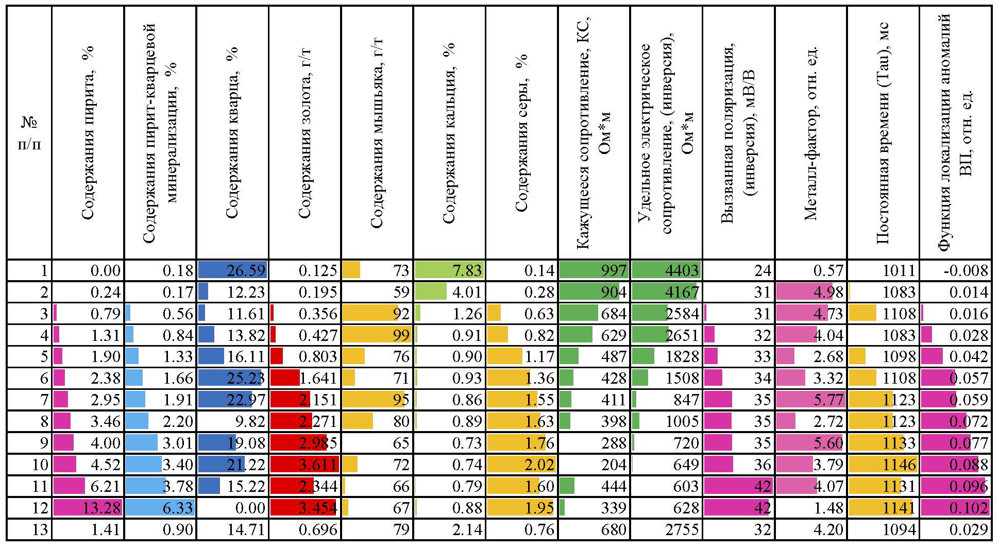 №
п/п
Содержания пирита, %
Содержания пирит-кварцевой
минерализации, %
Содержания кварца, %
Содержания золота, г/т
Содержания мышьяка, г/т
Содержания кальция, %
Содержания серы, %
Кажущееся сопротивление, КС,
Ом*м
Удельное электрическое
сопротивление, (инверсия),
Ом*м
Вызванная поляризация,
(инверсия), мВ/В
Металл-фактор, отн. ед.
Постоянная времени (Tau), мс
Функция локализации аномалий
ВП, отн. ед.
1 0.00 0.18 26.59 0.125 73 7.83 0.14 997 4403 24 0.57 1011 -0.008
2 0.24 0.17 12.23 0.195 59 4.01 0.28 904 4167 31 4.98 1083 0.014
3 0.79 0.56 11.61 0.356 92 1.26 0.63 684 2584 31 4.73 1108 0.016
4 1.31 0.84 13.82 0.427 99 0.91 0.82 629 2651 32 4.04 1083 0.028
5 1.90 1.33 16.11 0.803 76 0.90 1.17 487 1828 33 2.68 1098 0.042
6 2.38 1.66 25.23 1.641 71 0.93 1.36 428 1508 34 3.32 1108 0.057
7 2.95 1.91 22.97 2.151 95 0.86 1.55 411 847 35 5.77 1123 0.059
8 3.46 2.20 9.82 2.271 80 0.89 1.63 398 1005 35 2.72 1123 0.072
9 4.00 3.01 19.08 2.985 65 0.73 1.76 288 720 35 5.60 1133 0.077
10 4.52 3.40 21.22 3.611 72 0.74 2.02 204 649 36 3.79 1146 0.088
11 6.21 3.78 15.22 2.344 66 0.79 1.60 444 603 42 4.07 1131 0.096
12 13.28 6.33 0.00 3.454 67 0.88 1.95 339 628 42 1.48 1141 0.102
13 1.41 0.90 14.71 0.696 79 2.14 0.76 680 2755 32 4.20 1094 0.029